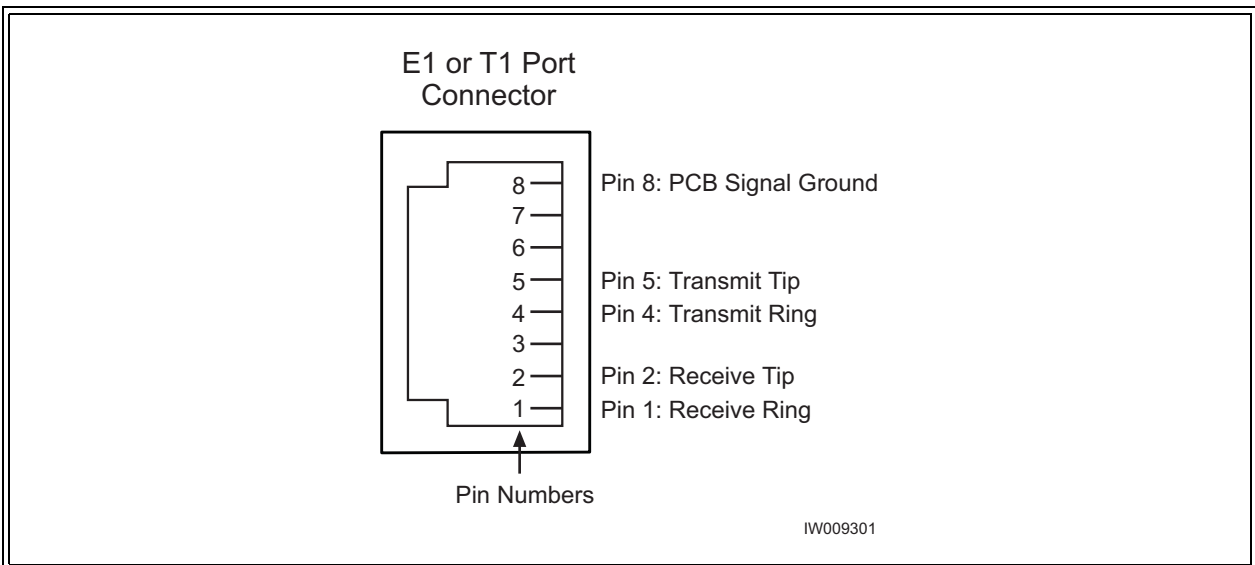 E1 or T1 Port
Connector
8 Pin 8: PCB Signal Ground
7
6
5 Pin 5: Transmit Tip
4 Pin 4: Transmit Ring
3
2 Pin 2: Receive Tip
1 Pin 1: Receive Ring
Pin Numbers
IW009301